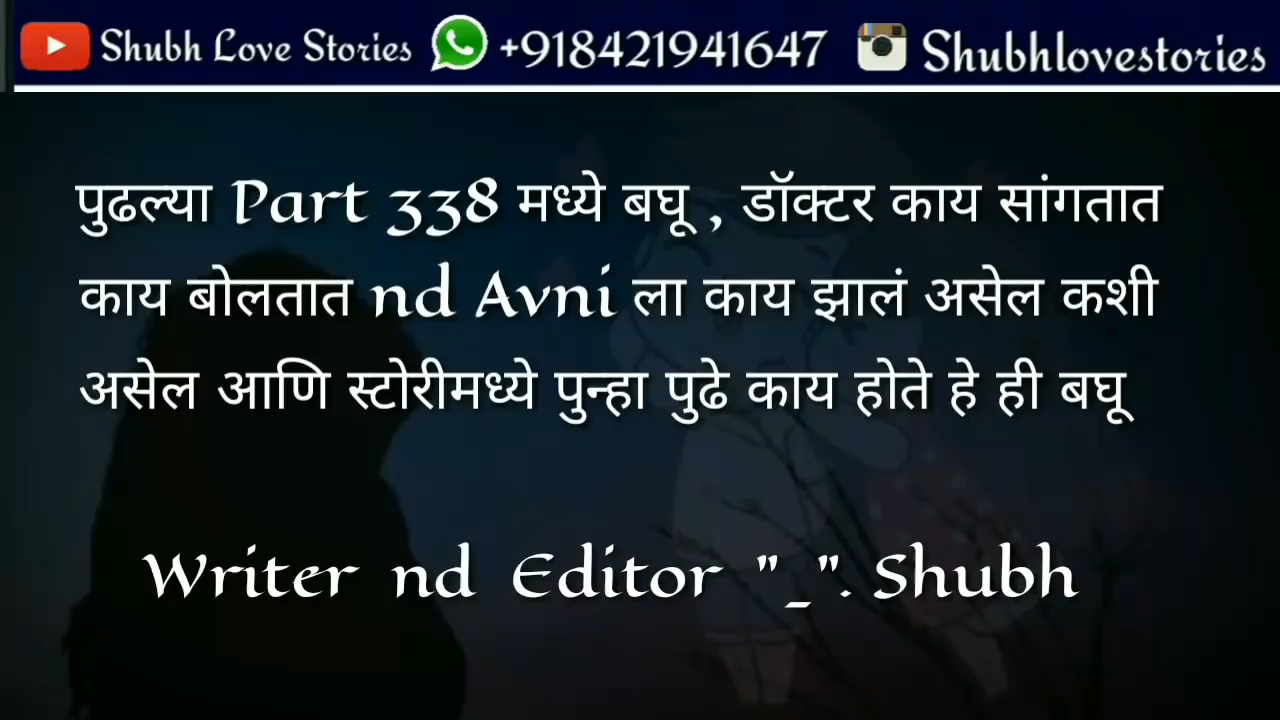 Shubh Love Stories +918421941647 Shubhlovestories
पुढल्या Part 338 मध्ये बघू , डॉक्टर काय सांगतात
काय बोलतात nd Avni ला काय झालं असेल कशी
असेल आणि स्टोरीमध्ये पुन्हा पुढे काय होते हे ही बघू
Writer nd Editor "_". Shubh